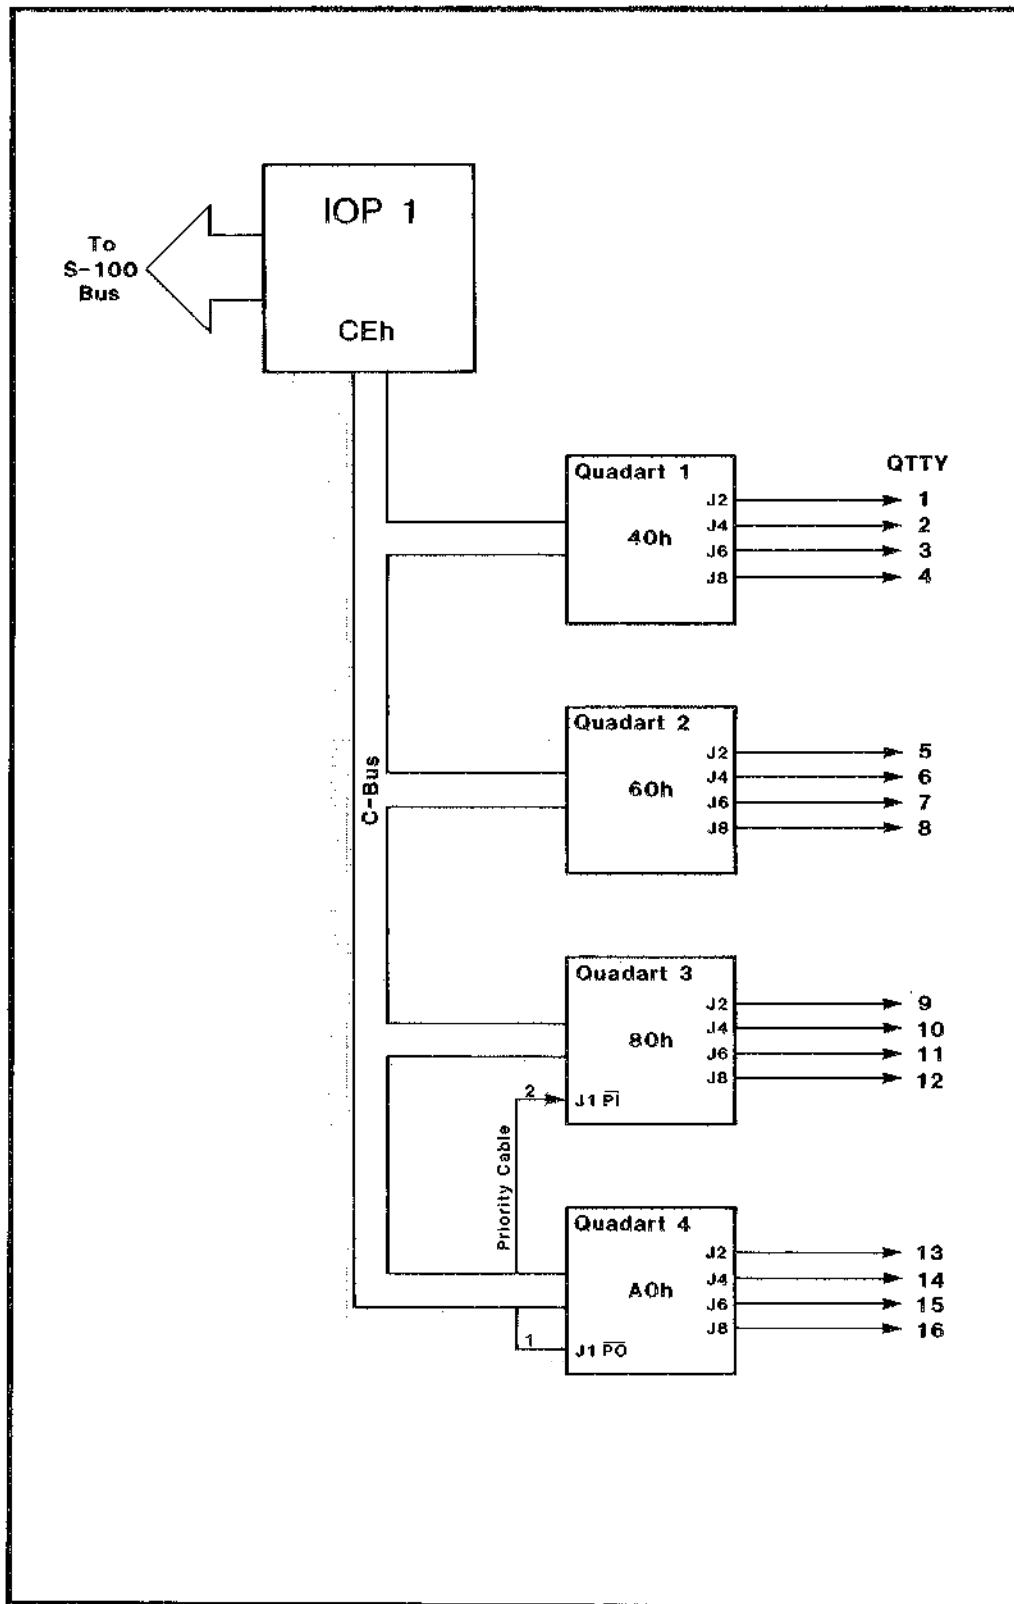 IOP 1
To
S-100
Bus
CEh
QTTY
Quadart 1
40h
J2 1
J4 2
J6 3
J8 4
C-Bus
Quadart 2
60h
J2 5
J4 6
J6 7
J8 8
Quadart 3
80h
J2 9
J4 10
J6 11
J8 12
2
J1 P̅I̅
Priority Cable
Quadart 4
A0h
J2 13
J4 14
J6 15
J8 16
1
J1 P̅O̅